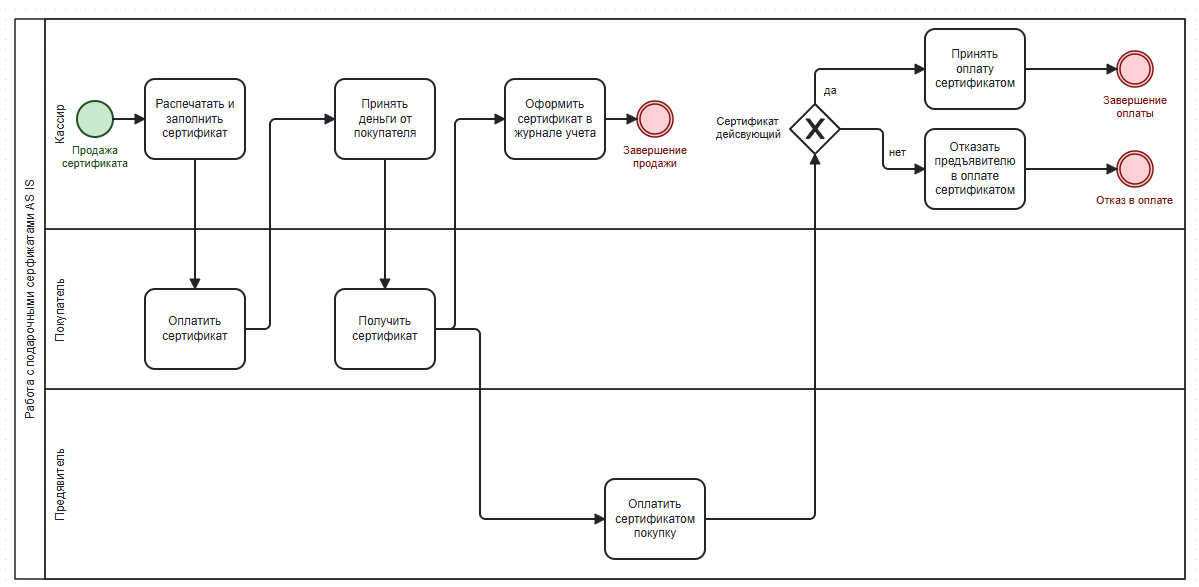 Работа с подарочными серфикатами AS IS
Кассир
Продажа
сертификата
Распечатать и
заполнить
сертификат
Принять
деньги от
покупателя
Оформить
сертификат в
журнале учета
Завершение
продажи
Сертификат
дейсвующий
да
нет
Принять
оплату
сертификатом
Завершение
оплаты
Отказать
предъявителю
в оплате
сертификатом
Отказ в оплате
Покупатель
Оплатить
сертификат
Получить
сертификат
Предявитель
Оплатить
сертификатом
покупку